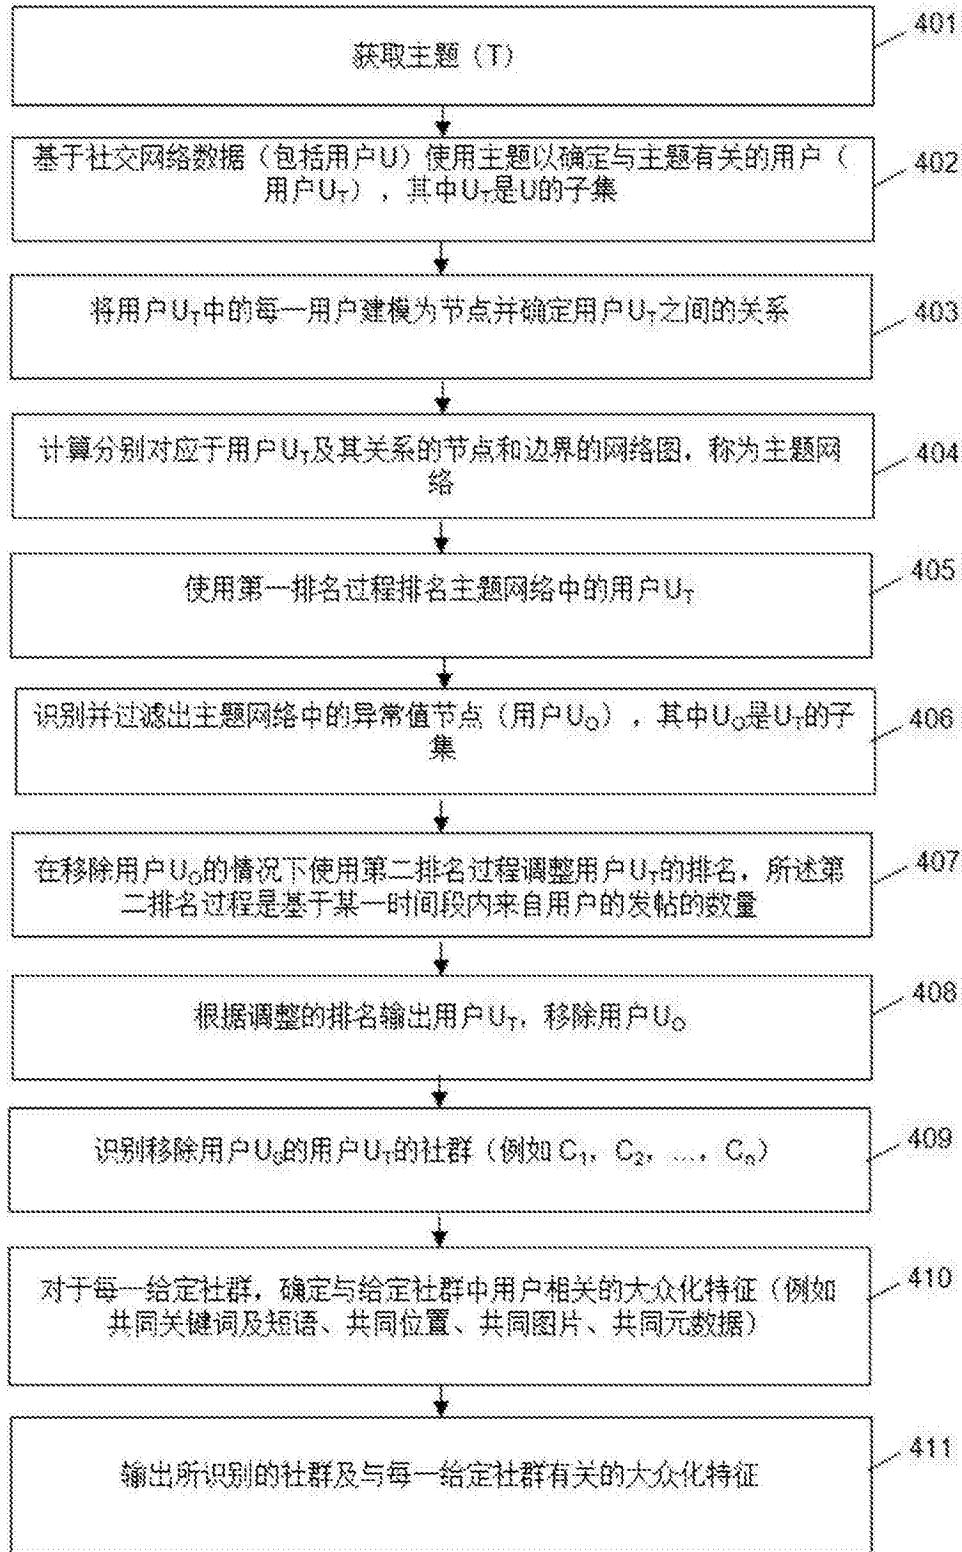 获取主题（T）
401
基于社交网络数据（包括用户U）使用主题以确定与主题有关的用户（
用户U_T），其中U_T是U的子集
402
将用户U_T中的每一用户建模为节点并确定用户U_T之间的关系
403
计算分别对应于用户U_T及其关系的节点和边界的网络图，称为主题网
络
404
使用第一排名过程排名主题网络中的用户U_T
405
识别并过滤出主题网络中的异常值节点（用户U_O），其中U_O是U_T的子
集
406
在移除用户U_O的情况下使用第二排名过程调整用户U_T的排名，所述第
二排名过程是基于某一时间段内来自用户的发帖的数量
407
根据调整的排名输出用户U_T，移除用户U_O
408
识别移除用户U_O的用户U_T的社群（例如 C_1，C_2，…，C_n）
409
对于每一给定社群，确定与给定社群中用户相关的大众化特征（例如
共同关键词及短语、共同位置、共同图片、共同元数据）
410
输出所识别的社群及与每一给定社群有关的大众化特征
411